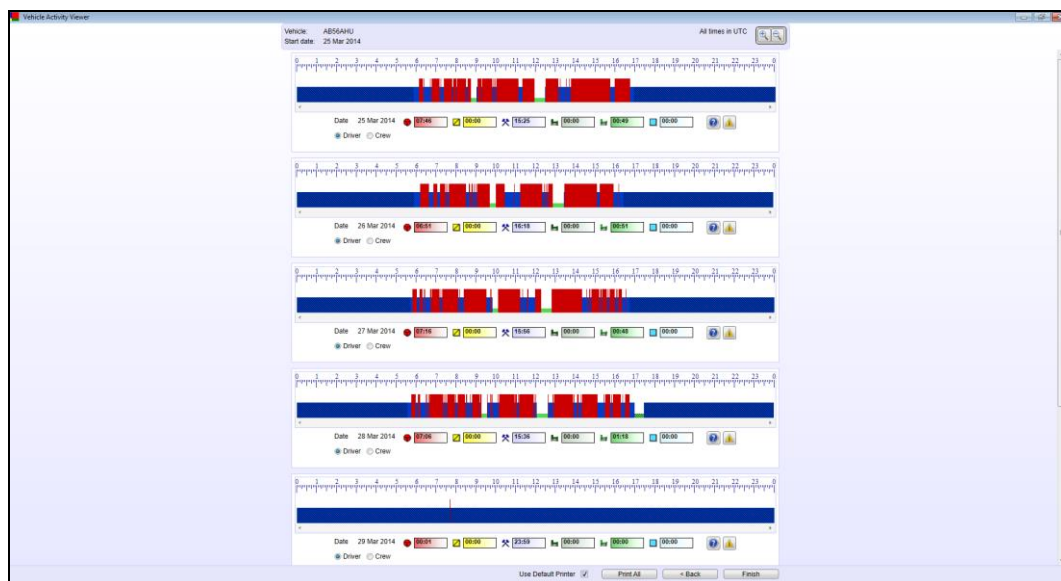 Vehicle Activity Viewer
Vehicle: AB56AHU All times in UTC
Start date: 25 Mar 2014
0 1 2 3 4 5 6 7 8 9 10 11 12 13 14 15 16 17 18 19 20 21 22 23 0
Date 25 Mar 2014 07:46 00:00 15:25 00:00 00:49 00:00
Driver Crew
0 1 2 3 4 5 6 7 8 9 10 11 12 13 14 15 16 17 18 19 20 21 22 23 0
Date 26 Mar 2014 06:51 00:00 16:18 00:00 00:51 00:00
Driver Crew
0 1 2 3 4 5 6 7 8 9 10 11 12 13 14 15 16 17 18 19 20 21 22 23 0
Date 27 Mar 2014 07:16 00:00 15:56 00:00 00:48 00:00
Driver Crew
0 1 2 3 4 5 6 7 8 9 10 11 12 13 14 15 16 17 18 19 20 21 22 23 0
Date 28 Mar 2014 07:06 00:00 15:36 00:00 01:18 00:00
Driver Crew
0 1 2 3 4 5 6 7 8 9 10 11 12 13 14 15 16 17 18 19 20 21 22 23 0
Date 29 Mar 2014 00:01 00:00 23:59 00:00 00:00 00:00
Driver Crew
Use Default Printer Print All < Back Finish